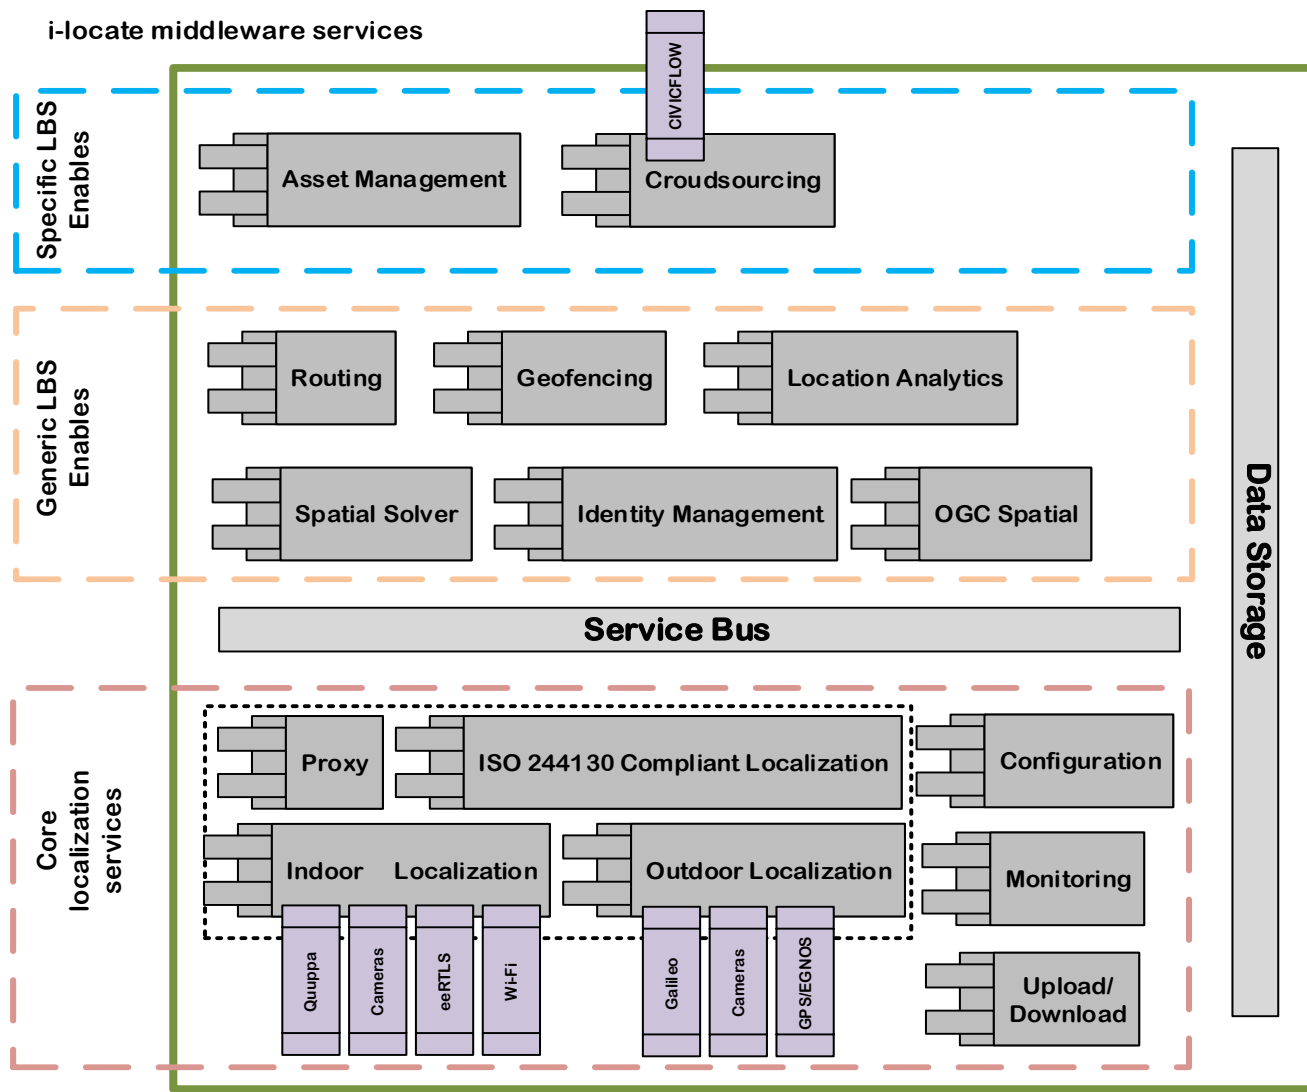 i-locate middleware services
CIVICFLOW
Specific LBS
Enables
Asset Management
Croudsourcing
Generic LBS
Enables
Routing
Geofencing
Location Analytics
Spatial Solver
Identity Management
OGC Spatial
Data Storage
Service Bus
Core
localization
services
Proxy
ISO 244130 Compliant Localization
Configuration
Indoor Localization
Outdoor Localization
Monitoring
Quuppa
Cameras
eeRTLS
Wi-Fi
Galileo
Cameras
GPS/EGNOS
Upload/
Download